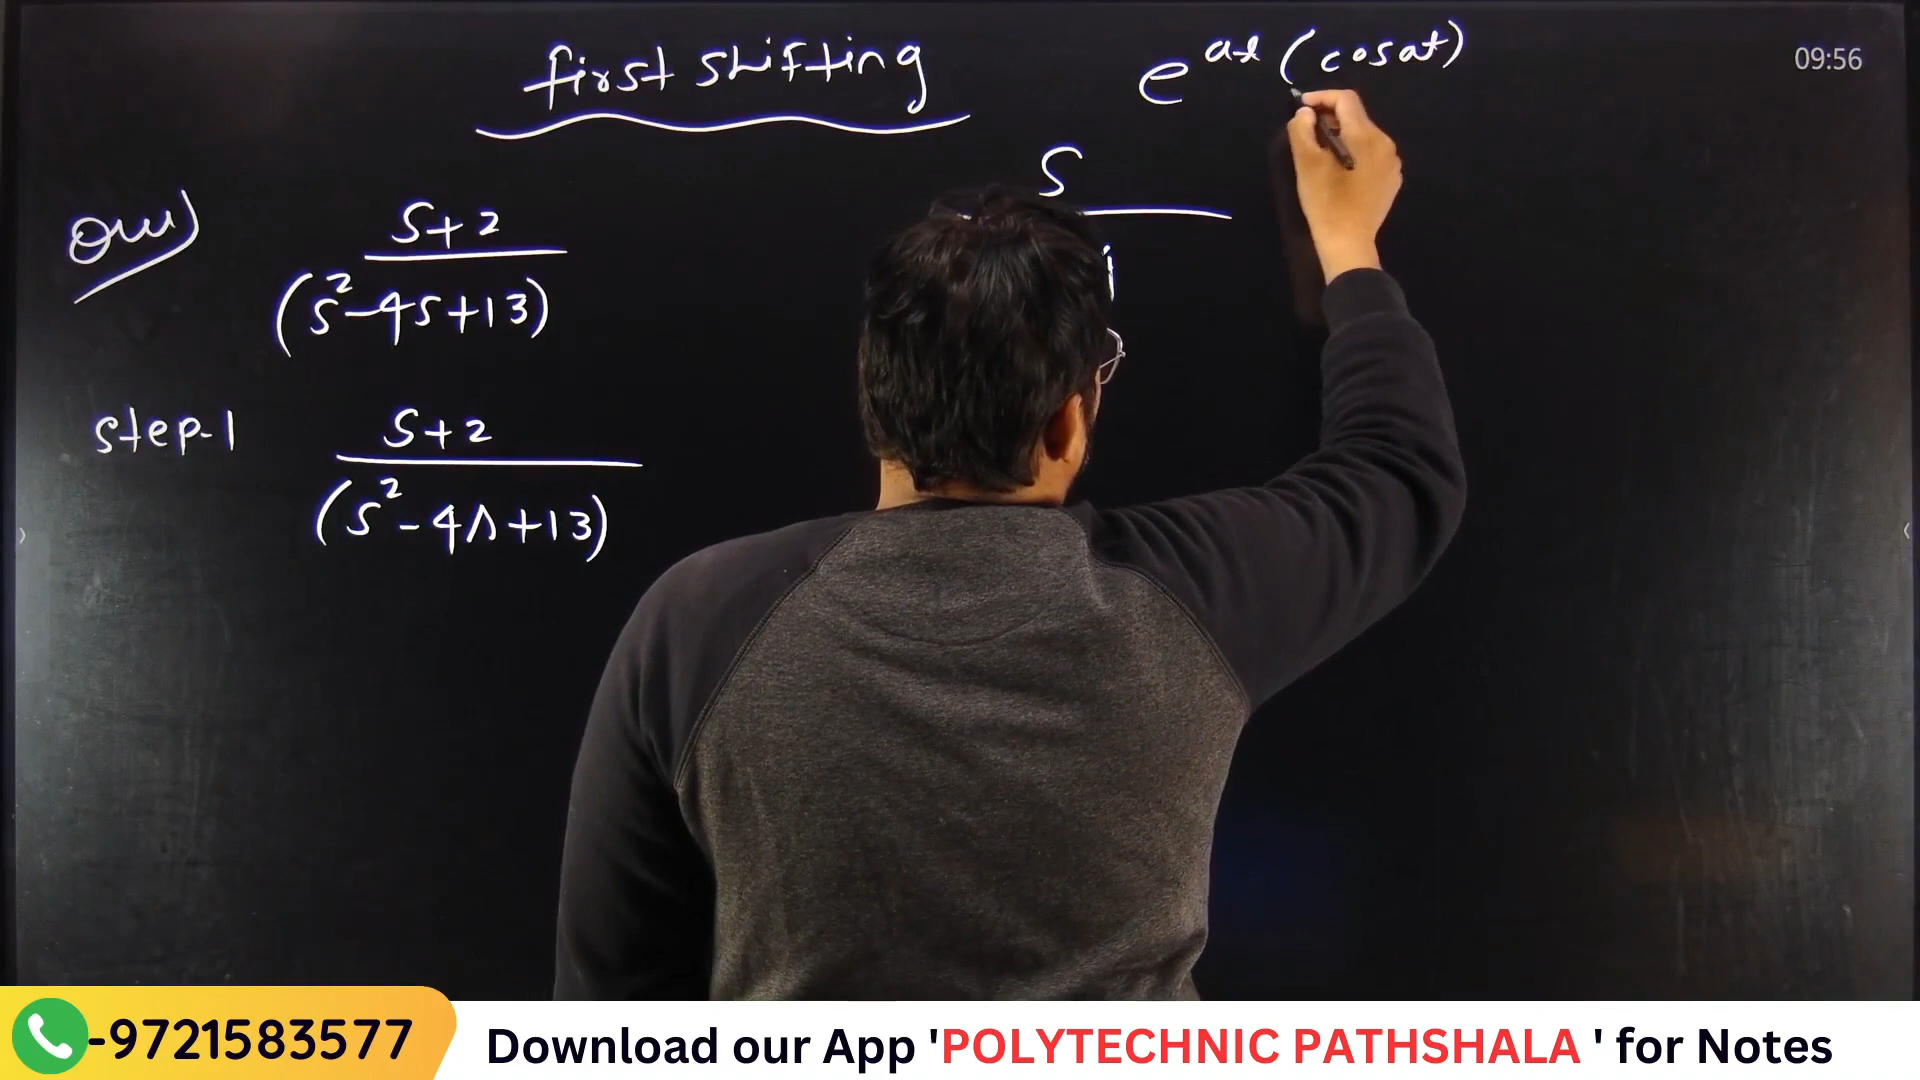 first shifting
e^at (cosat)
09:56
S
Que)
S+2
(S²-4S+13)
Step-1
S+2
(S²-4s+13)
-9721583577
Download our App 'POLYTECHNIC PATHSHALA ' for Notes